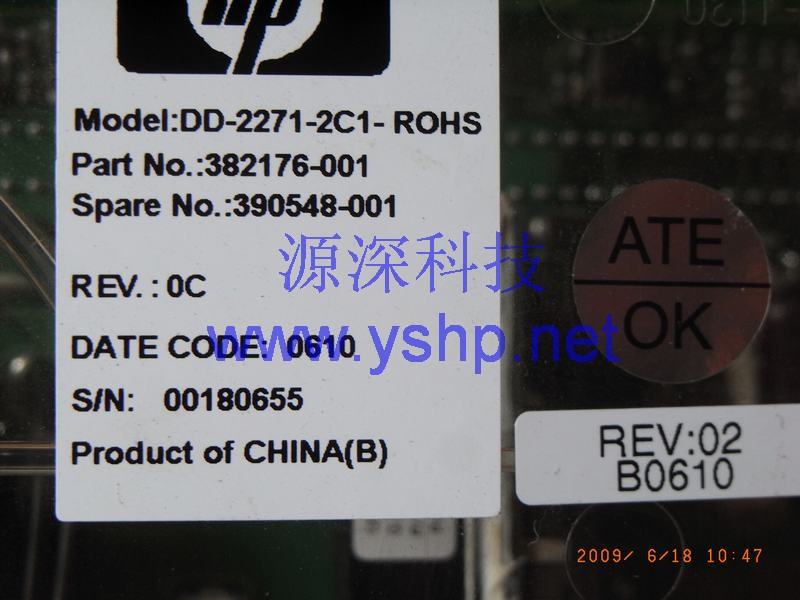 hp
Model:DD-2271-2C1- ROHS
Part No.:382176-001
Spare No.:390548-001
源深科技
REV. : 0C
www.yshp.net
DATE CODE: 0610
S/N: 00180655
Product of CHINA(B)
ATE
OK
REV:02
B0610
2009/ 6/18 10:47